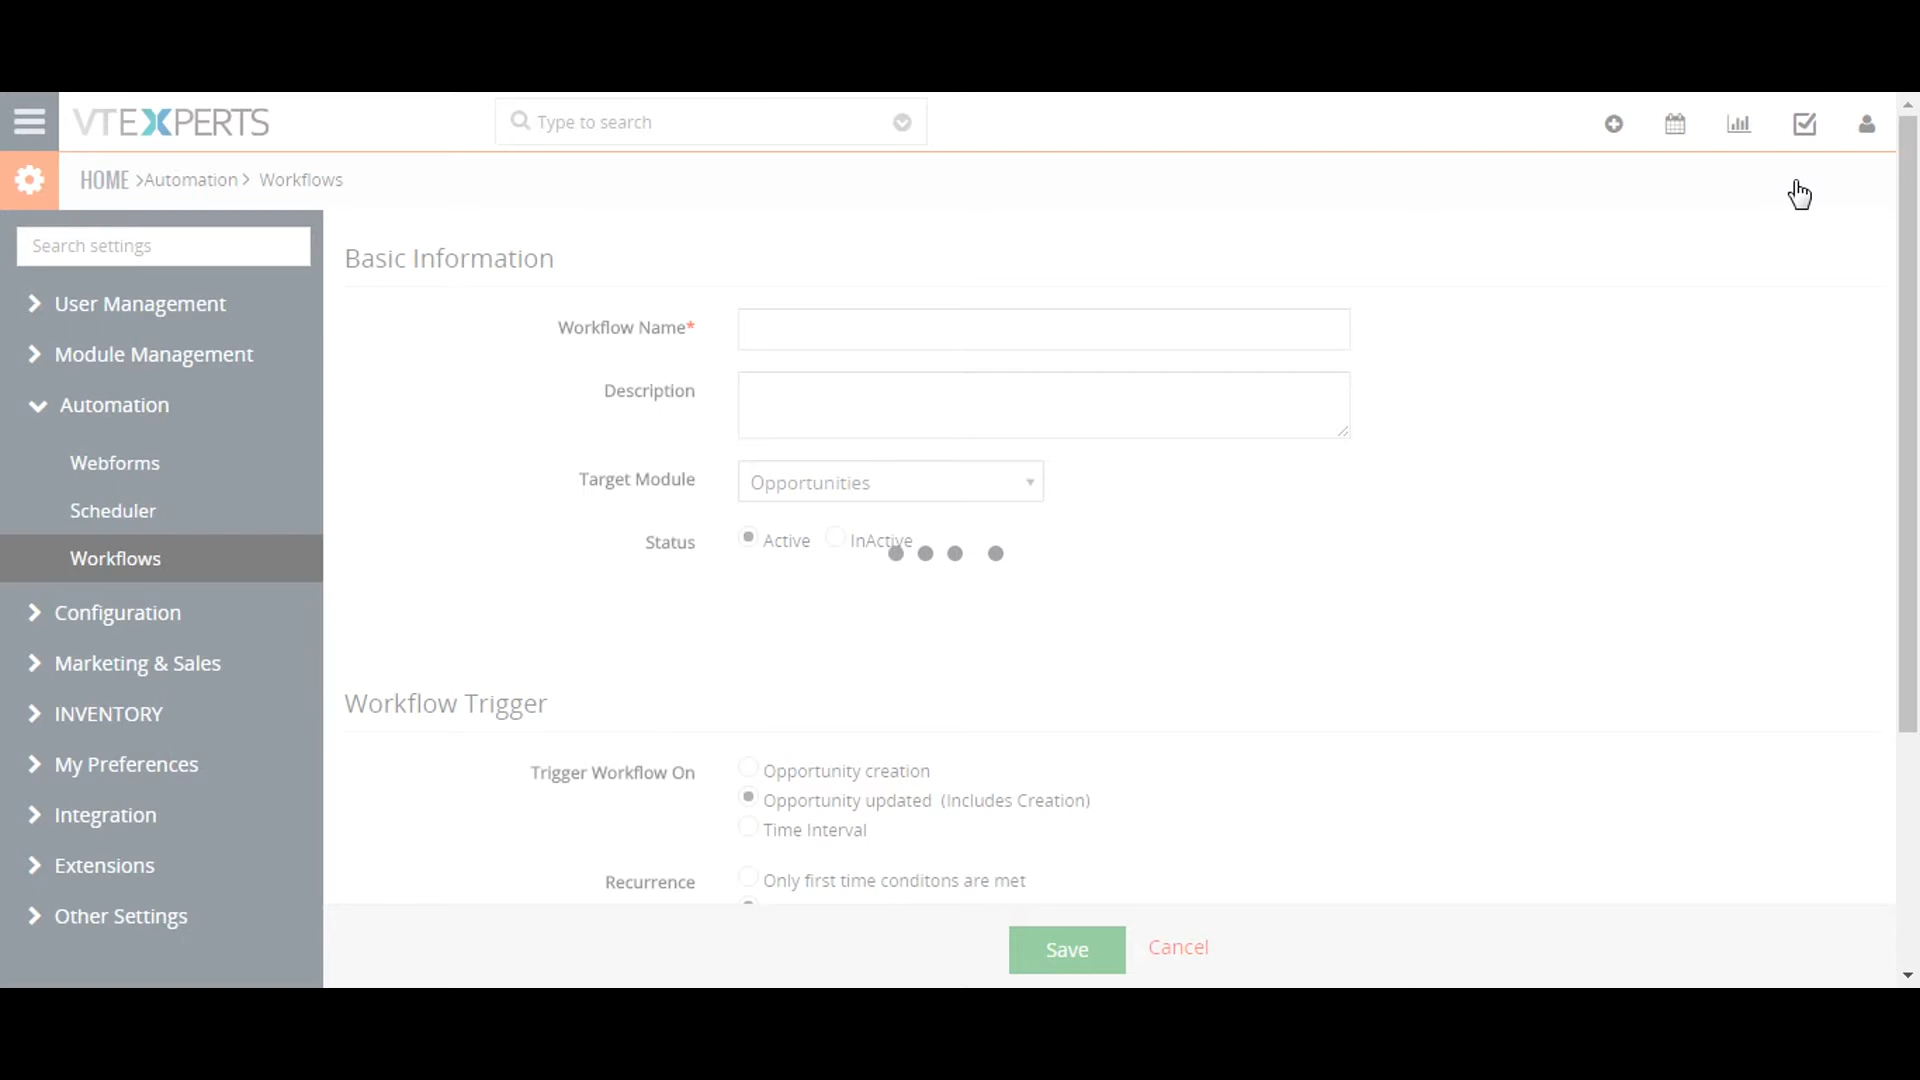 VTEXPERTS
Type to search
HOME >Automation > Workflows
Search settings
User Management
Module Management
Automation
Webforms
Scheduler
Workflows
Configuration
Marketing & Sales
INVENTORY
My Preferences
Integration
Extensions
Other Settings
Basic Information
Workflow Name*
Description
Target Module
Opportunities
Status
Active InActive
Workflow Trigger
Trigger Workflow On
Opportunity creation
Opportunity updated (Includes Creation)
Time Interval
Recurrence
Only first time conditons are met
Save Cancel